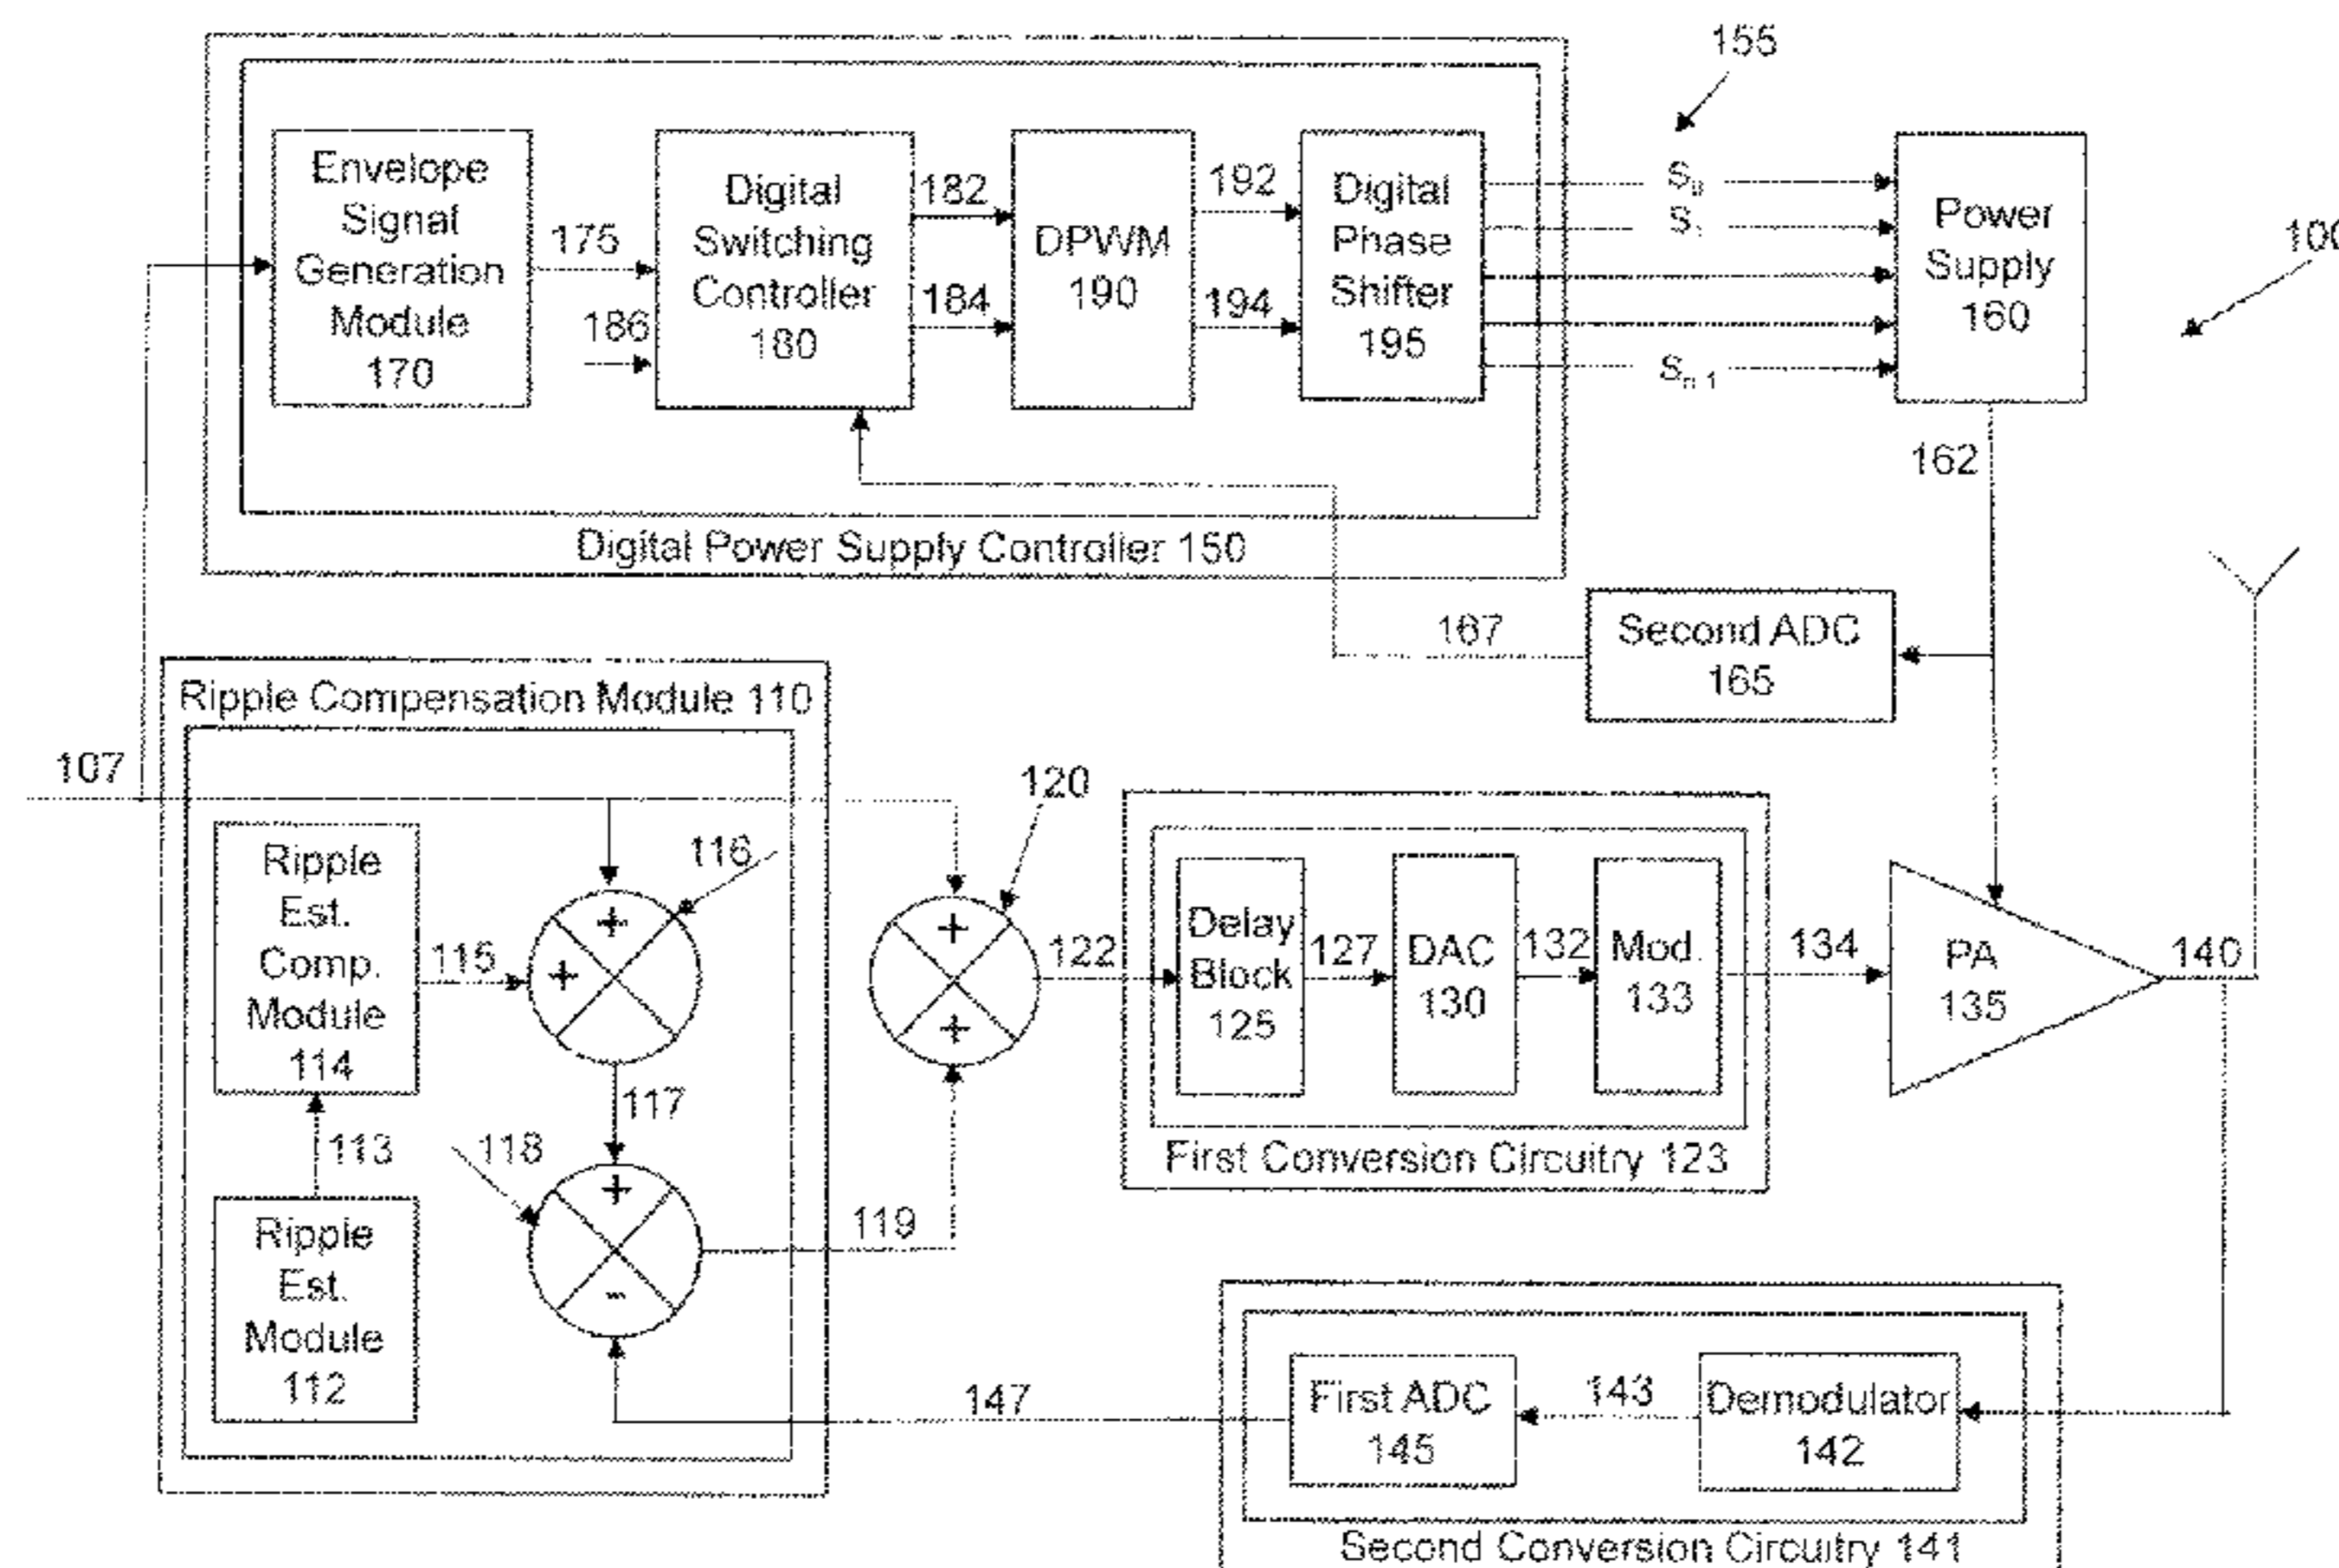 155
Envelope
Signal
Generation
Module
170
175
186
Digital
Switching
Controller
180
182
184
DPWM
190
192
194
Digital
Phase
Shifter
195
S0
S1
Sn-1
Power
Supply
160
100
162
Digital Power Supply Controller 150
167
Second ADC
165
Ripple Compensation Module 110
107
120
Ripple
Est.
Comp.
Module
114
115
116
+
+
117
113
118
Ripple
Est.
Module
112
+
-
119
+
+
122
Delay
Block
125
127
DAC
130
132
Mod.
133
134
First Conversion Circuitry 123
PA
135
140
147
First ADC
145
143
Demodulator
142
Second Conversion Circuitry 141